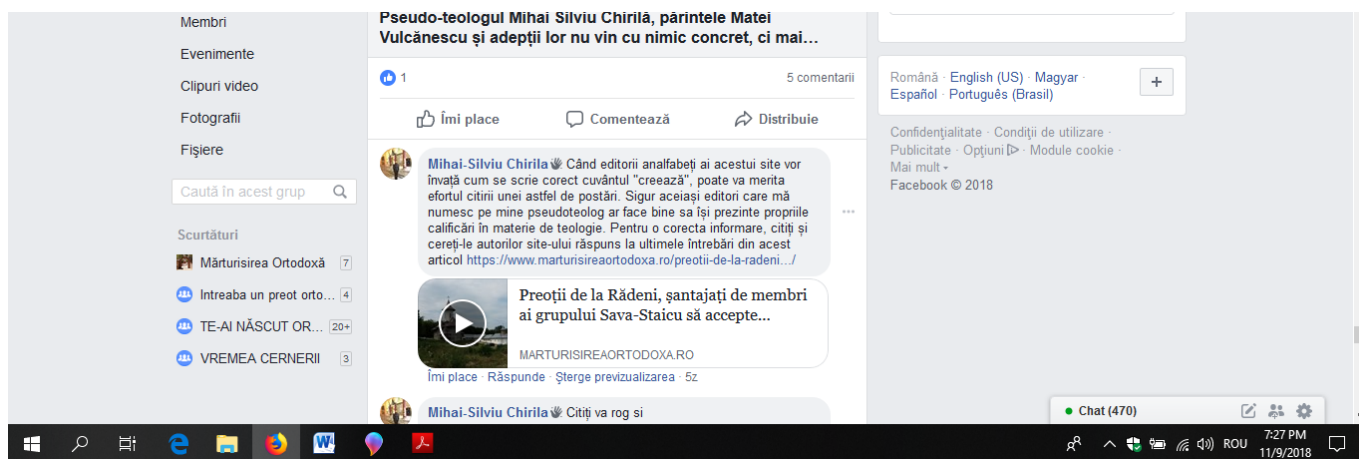 Membri
Evenimente
Clipuri video
Fotografii
Fişiere
Caută în acest grup
Scurtături
Mărturisirea Ortodoxă 7
Intreaba un preot orto... 4
TE-AI NĂSCUT OR... 20+
VREMEA CERNERII 3
Pseudo-teologul Mihai Silviu Chirilă, părintele Matei
Vulcănescu și adepții lor nu vin cu nimic concret, ci mai…
1
5 comentarii
Îmi place
Comentează
Distribuie
Mihai-Silviu Chirila Când editorii analfabeți ai acestui site vor
învață cum se scrie corect cuvântul "creează", poate va merita
efortul citirii unei astfel de postări. Sigur aceiași editori care mă
numesc pe mine pseudoteolog ar face bine sa își prezinte propriile
calificări în materie de teologie. Pentru o corecta informare, citiți și
cereți-le autorilor site-ului răspuns la ultimele întrebări din acest
articol https://www.marturisireaortodoxa.ro/preotii-de-la-radeni…/
Preoții de la Rădeni, șantajați de membri
ai grupului Sava-Staicu să accepte...
MARTURISIREAORTODOXA.RO
Îmi place · Răspunde · Şterge previzualizarea · 5z
Mihai-Silviu Chirila Citiți va rog si
Română · English (US) · Magyar ·
Español · Português (Brasil)
Confidenţialitate · Condiţii de utilizare ·
Publicitate · Opţiuni · Module cookie ·
Mai mult
Facebook © 2018
Chat (470)
ROU
7:27 PM
11/9/2018